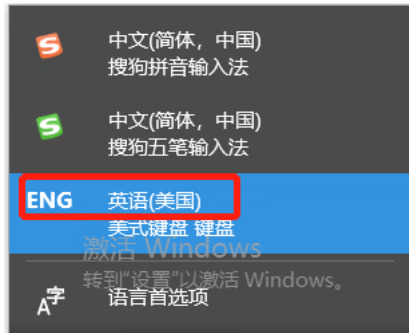 中文(简体，中国)
搜狗拼音输入法
中文(简体，中国)
搜狗五笔输入法
ENG 英语(美国)
美式键盘 键盘
激活 Windows
转到"设置"以激活 Windows。
语言首选项